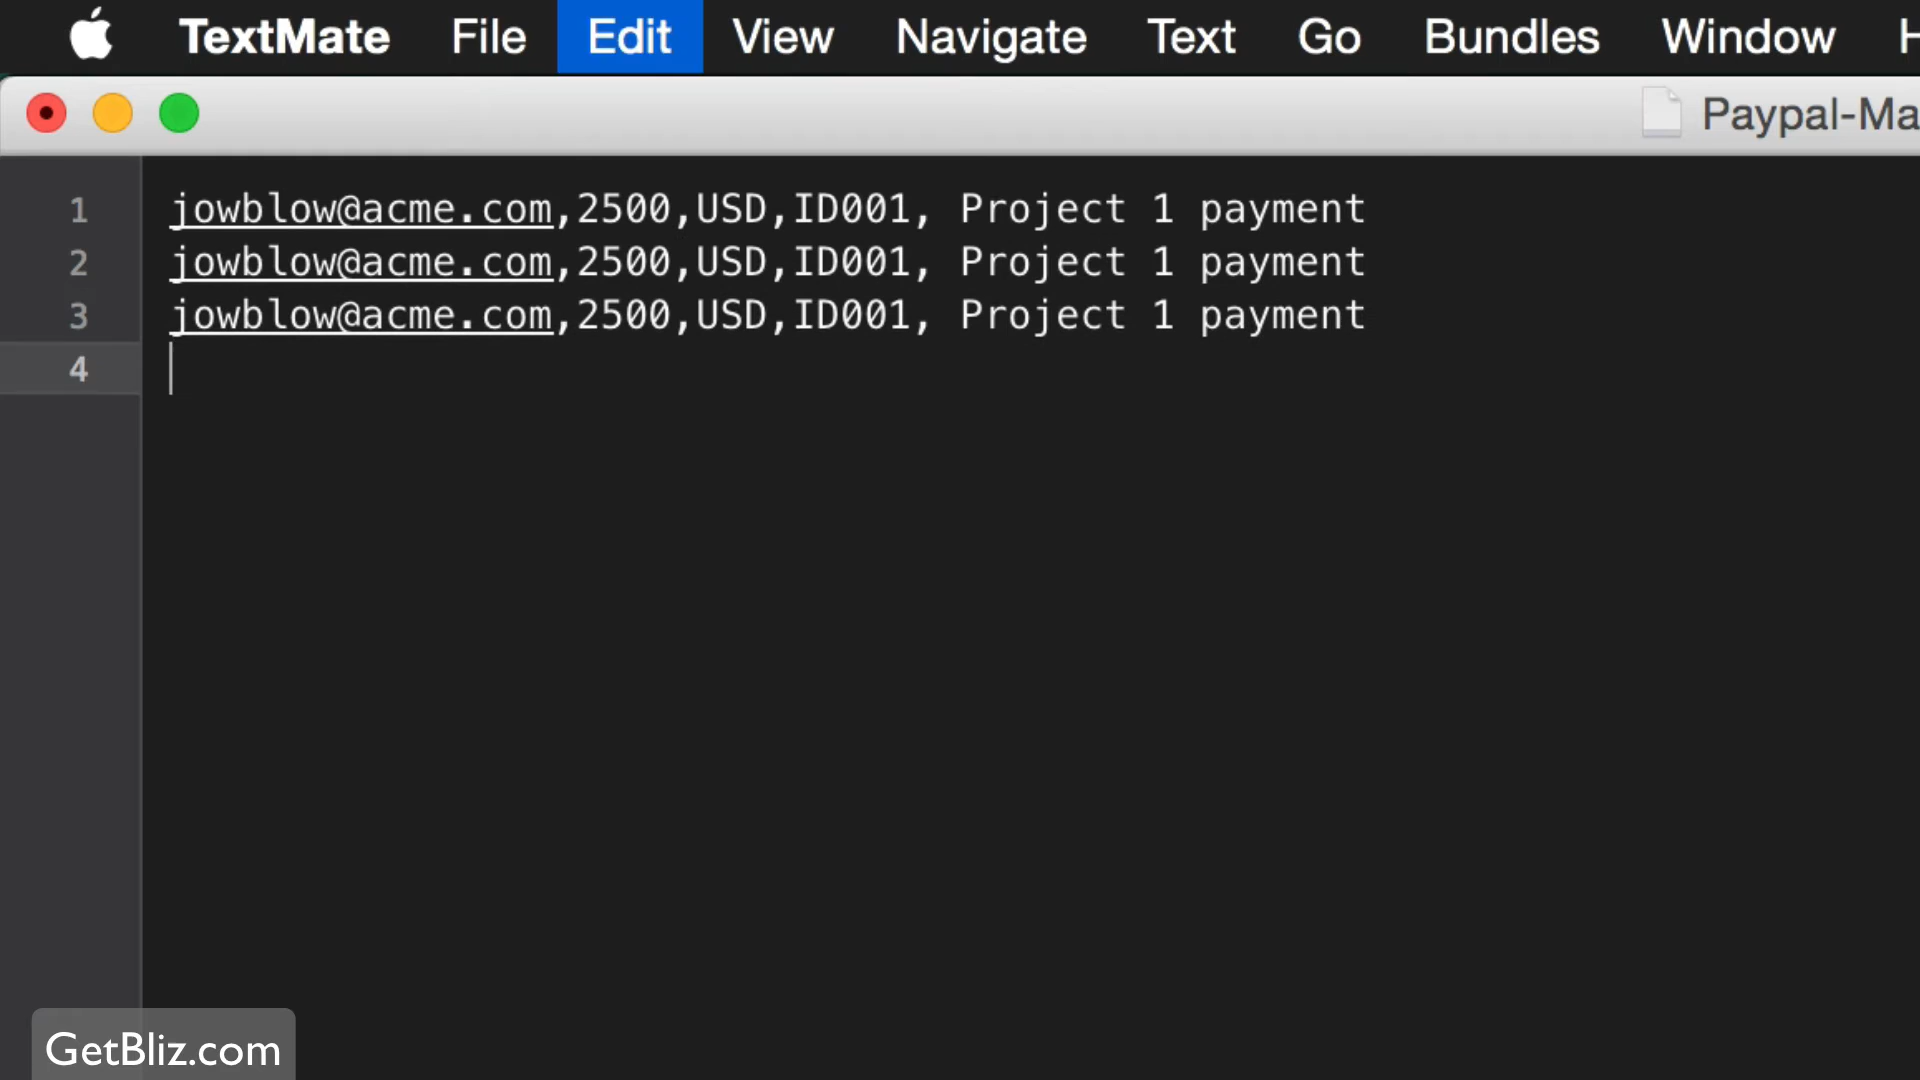 TextMate File Edit View Navigate Text Go Bundles Window H
Paypal-Ma
1 jowblow@acme.com,2500,USD,ID001, Project 1 payment
2 jowblow@acme.com,2500,USD,ID001, Project 1 payment
3 jowblow@acme.com,2500,USD,ID001, Project 1 payment
4
GetBliz.com